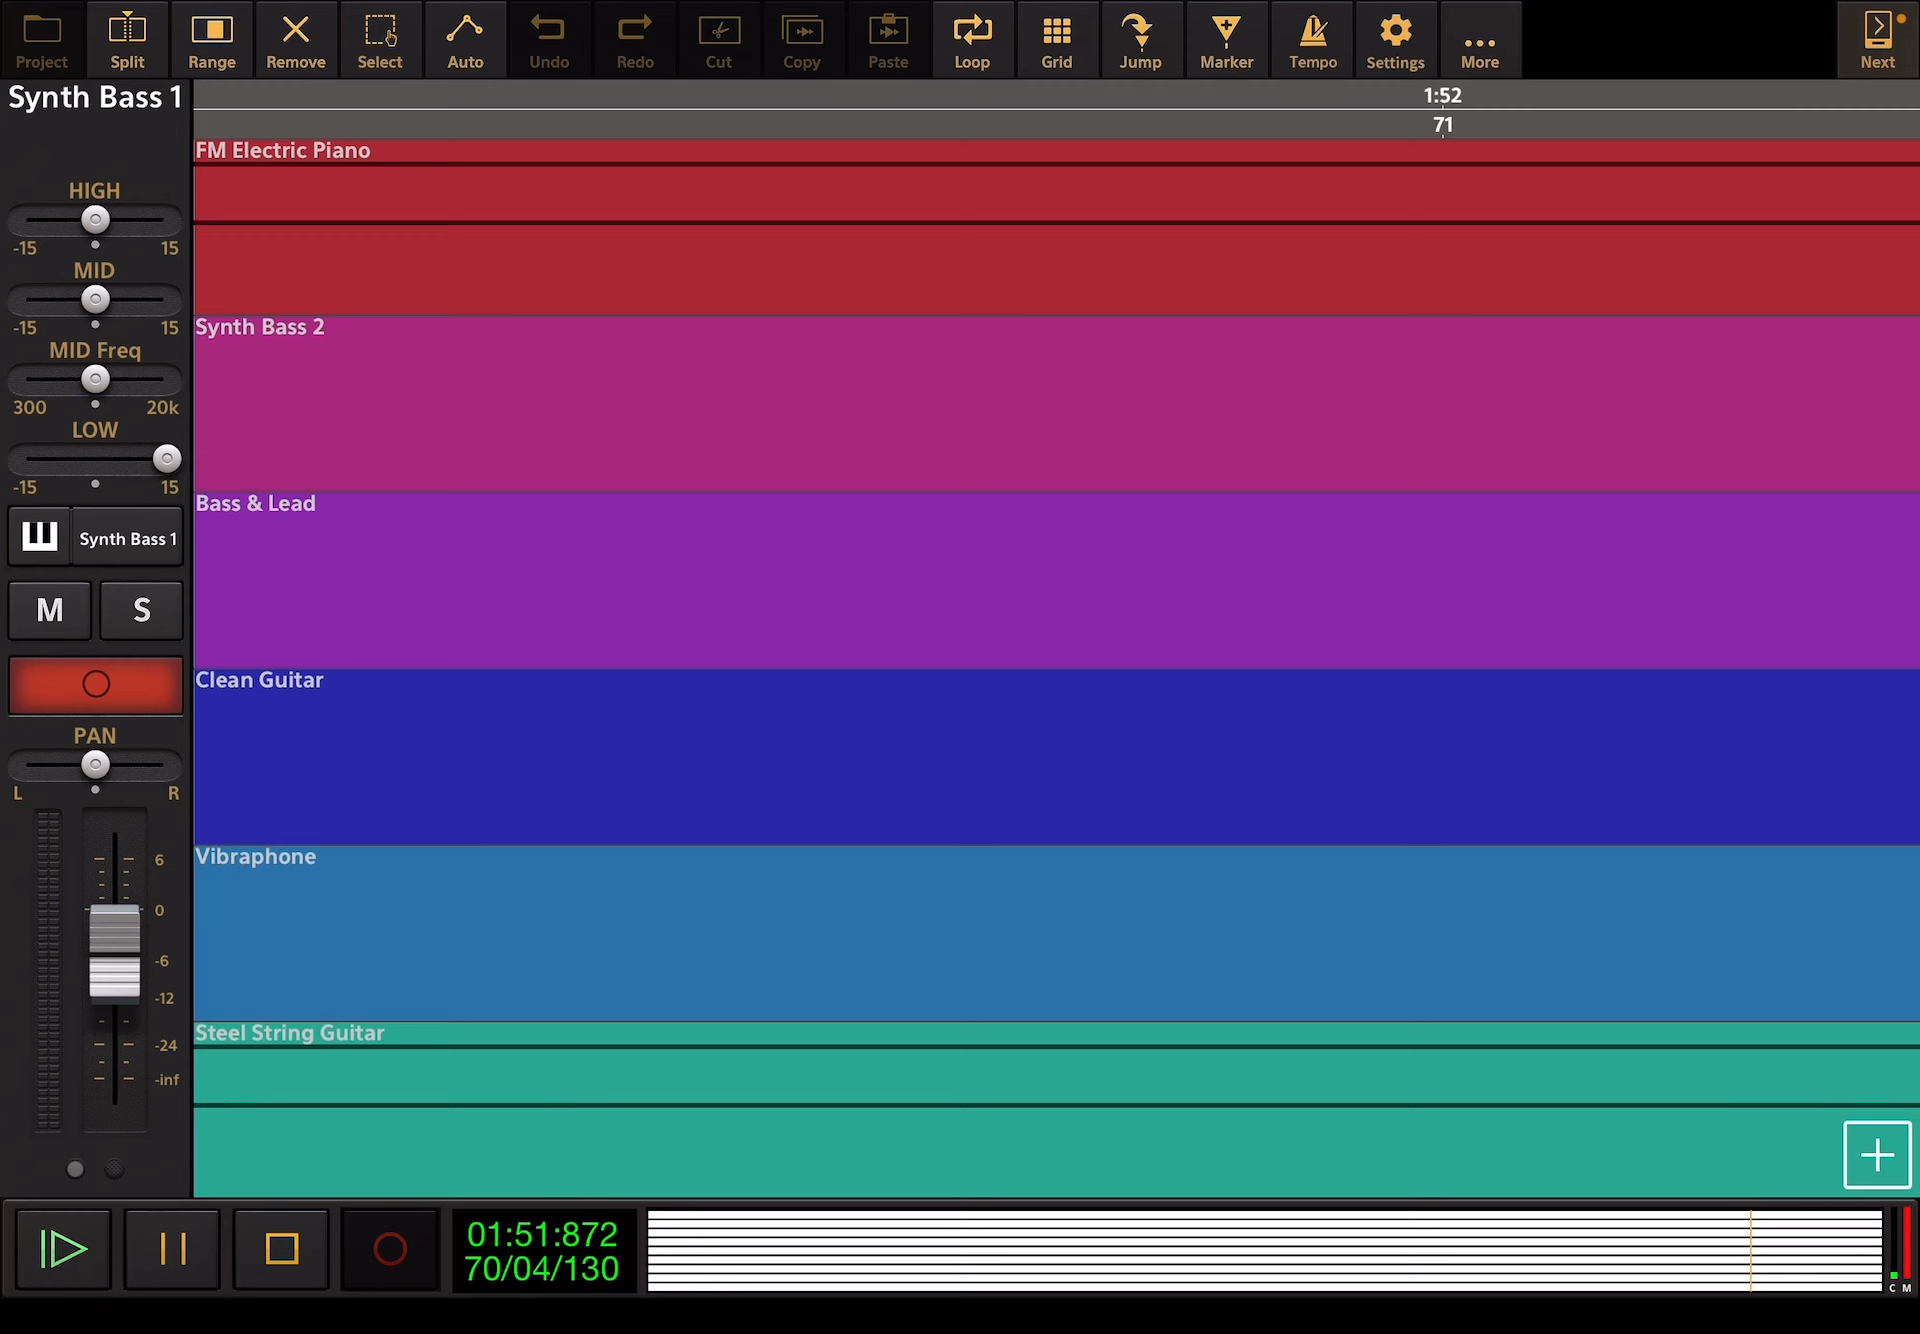 Project Split Range Remove Select Auto Undo Redo Cut Copy Paste Loop Grid Jump Marker Tempo Settings More Next
Synth Bass 1
1:52
71
HIGH
-15 15
MID
-15 15
MID Freq
300 20k
LOW
-15 15
Synth Bass 1
M S
PAN
L R
6
0
-6
-12
-24
-inf
FM Electric Piano
Synth Bass 2
Bass & Lead
Clean Guitar
Vibraphone
Steel String Guitar
01:51:872
70/04/130
C M